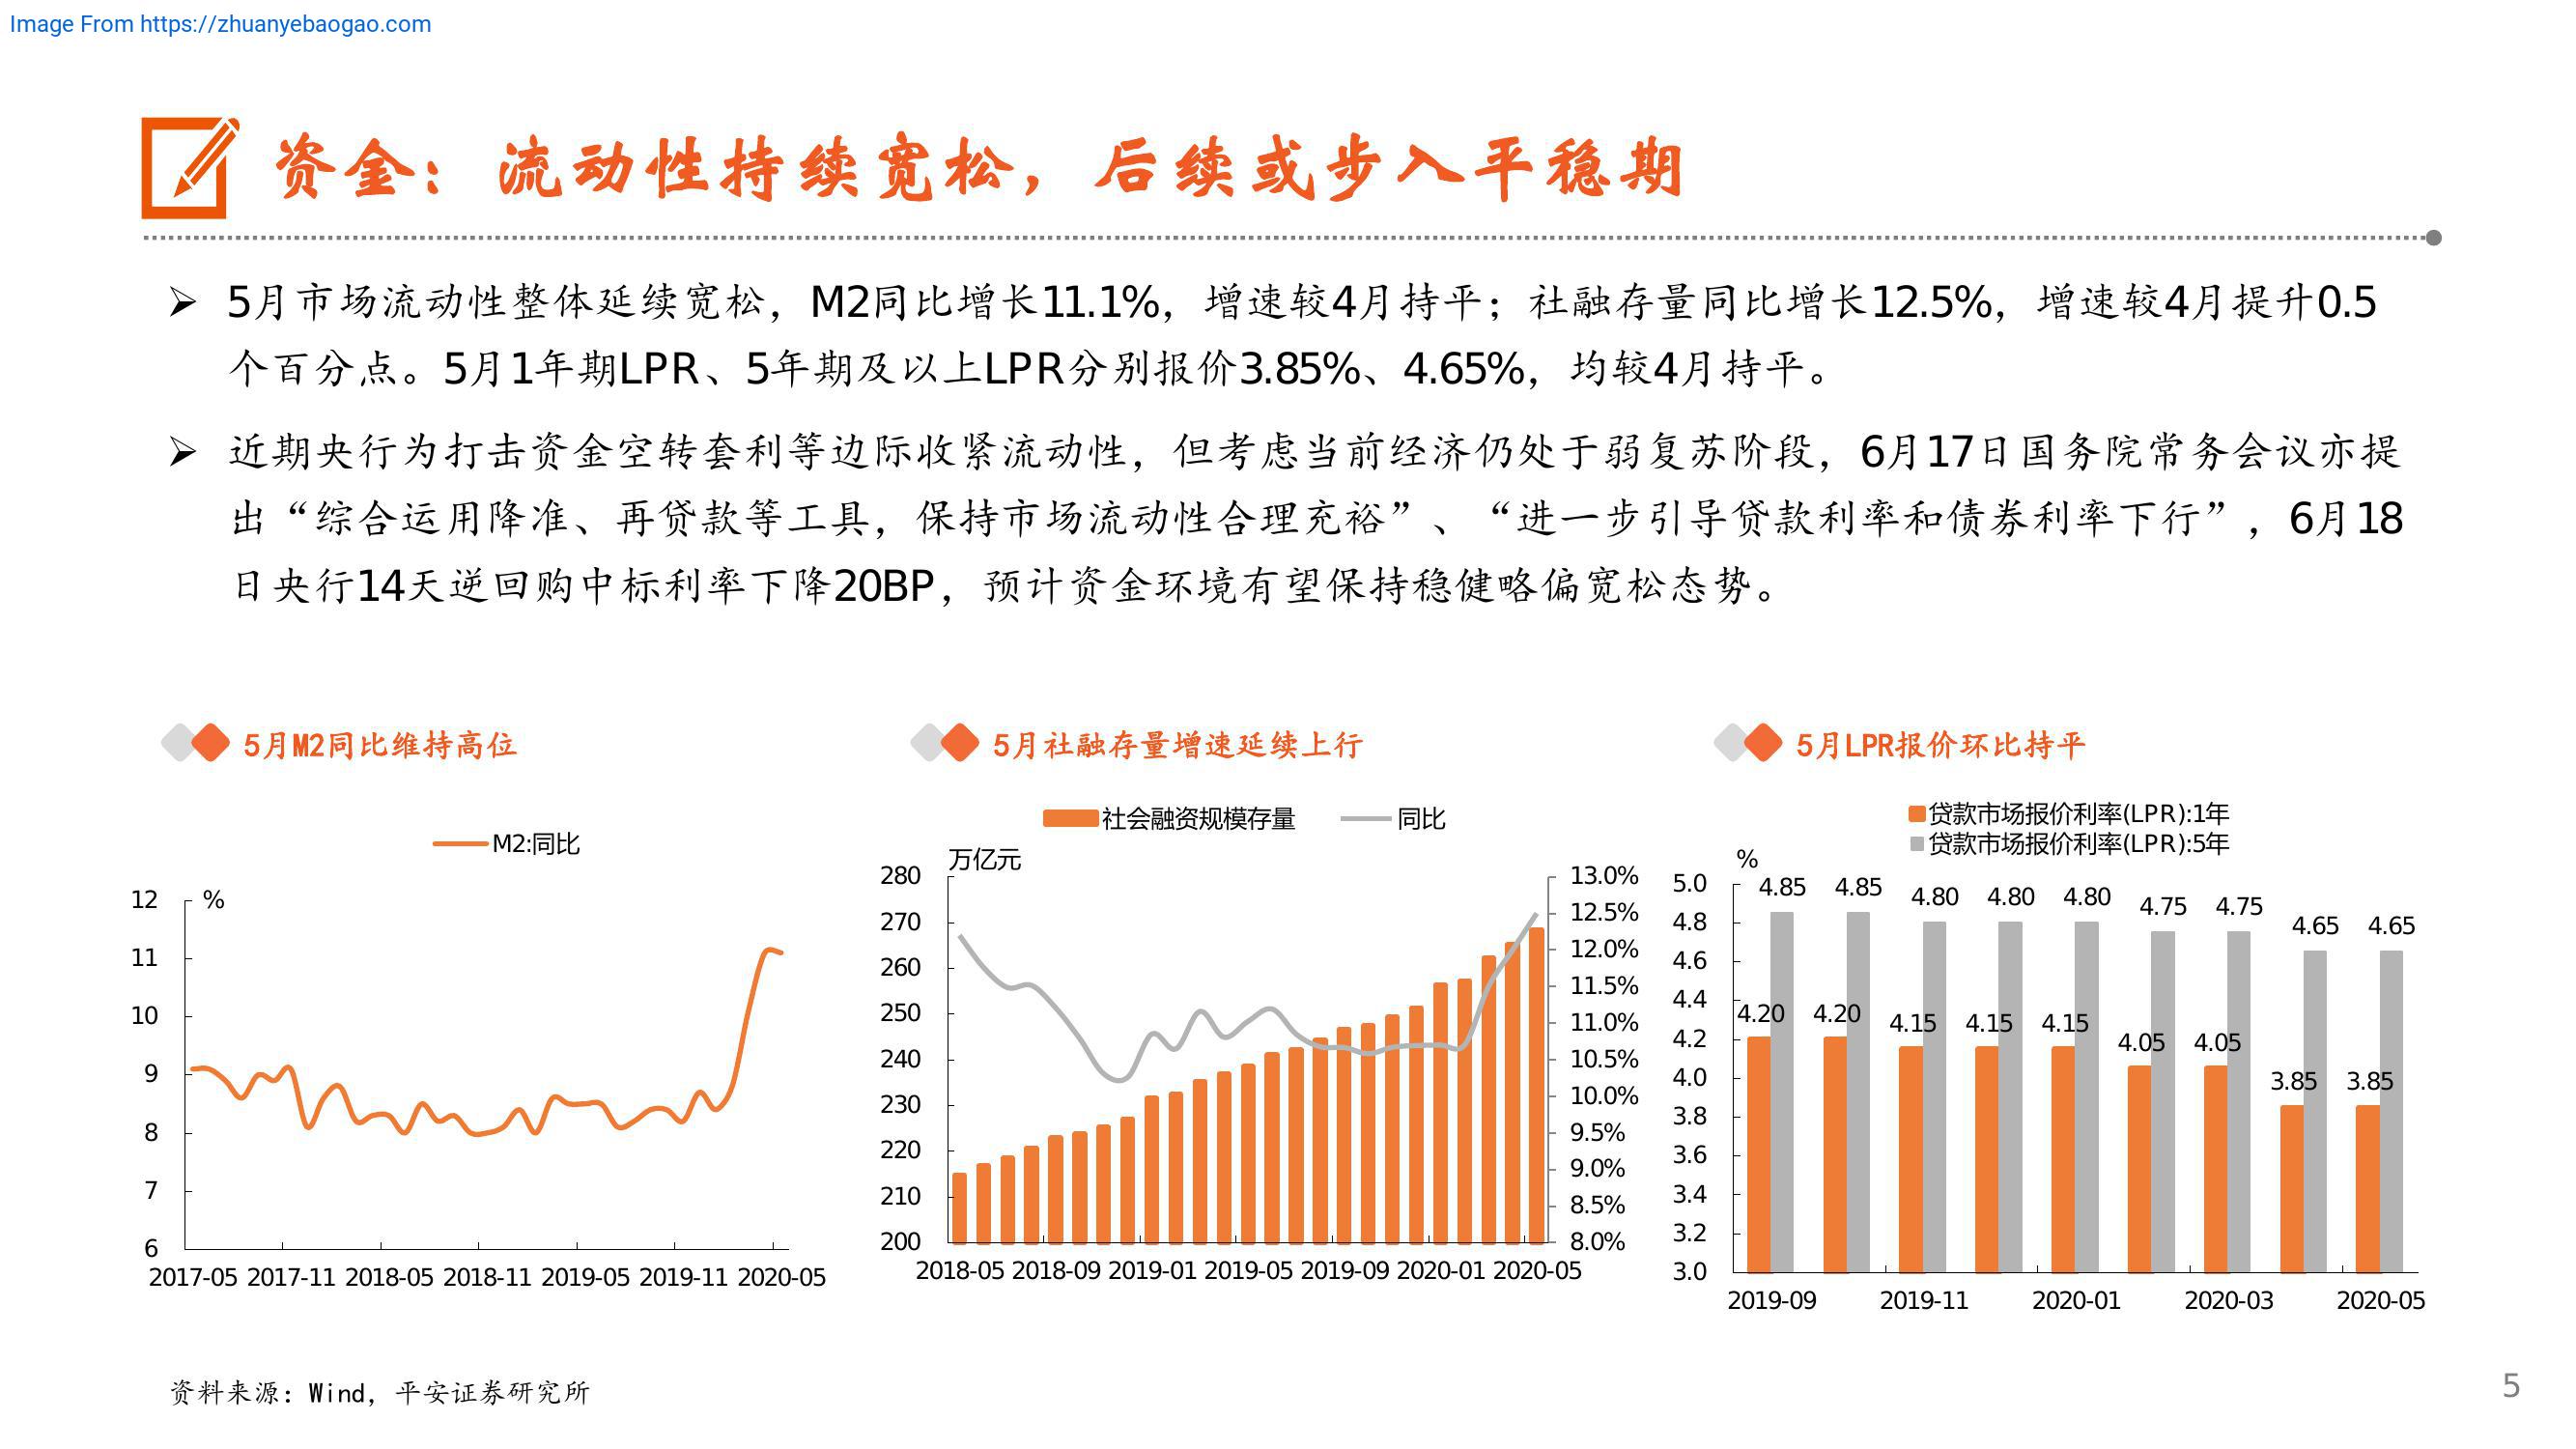 Image From https://zhuanyebaogao.com
资金：流动性持续宽松，后续或步入平稳期
5月市场流动性整体延续宽松，M2同比增长11.1%，增速较4月持平；社融存量同比增长12.5%，增速较4月提升0.5
个百分点。5月1年期LPR、5年期及以上LPR分别报价3.85%、4.65%，均较4月持平。
近期央行为打击资金空转套利等边际收紧流动性，但考虑当前经济仍处于弱复苏阶段，6月17日国务院常务会议亦提
出“综合运用降准、再贷款等工具，保持市场流动性合理充裕”、“进一步引导贷款利率和债券利率下行”，6月18
日央行14天逆回购中标利率下降20BP，预计资金环境有望保持稳健略偏宽松态势。
5月M2同比维持高位
M2:同比
%
12
11
10
9
8
7
6
2017-05 2017-11 2018-05 2018-11 2019-05 2019-11 2020-05
5月社融存量增速延续上行
社会融资规模存量 同比
万亿元
280
270
260
250
240
230
220
210
200
13.0%
12.5%
12.0%
11.5%
11.0%
10.5%
10.0%
9.5%
9.0%
8.5%
8.0%
2018-05 2018-09 2019-01 2019-05 2019-09 2020-01 2020-05
5月LPR报价环比持平
贷款市场报价利率(LPR):1年
贷款市场报价利率(LPR):5年
%
5.0
4.8
4.6
4.4
4.2
4.0
3.8
3.6
3.4
3.2
3.0
4.85 4.85 4.80 4.80 4.80 4.75 4.75 4.65 4.65
4.20 4.20 4.15 4.15 4.15 4.05 4.05 3.85 3.85
2019-09 2019-11 2020-01 2020-03 2020-05
资料来源：Wind，平安证券研究所
5